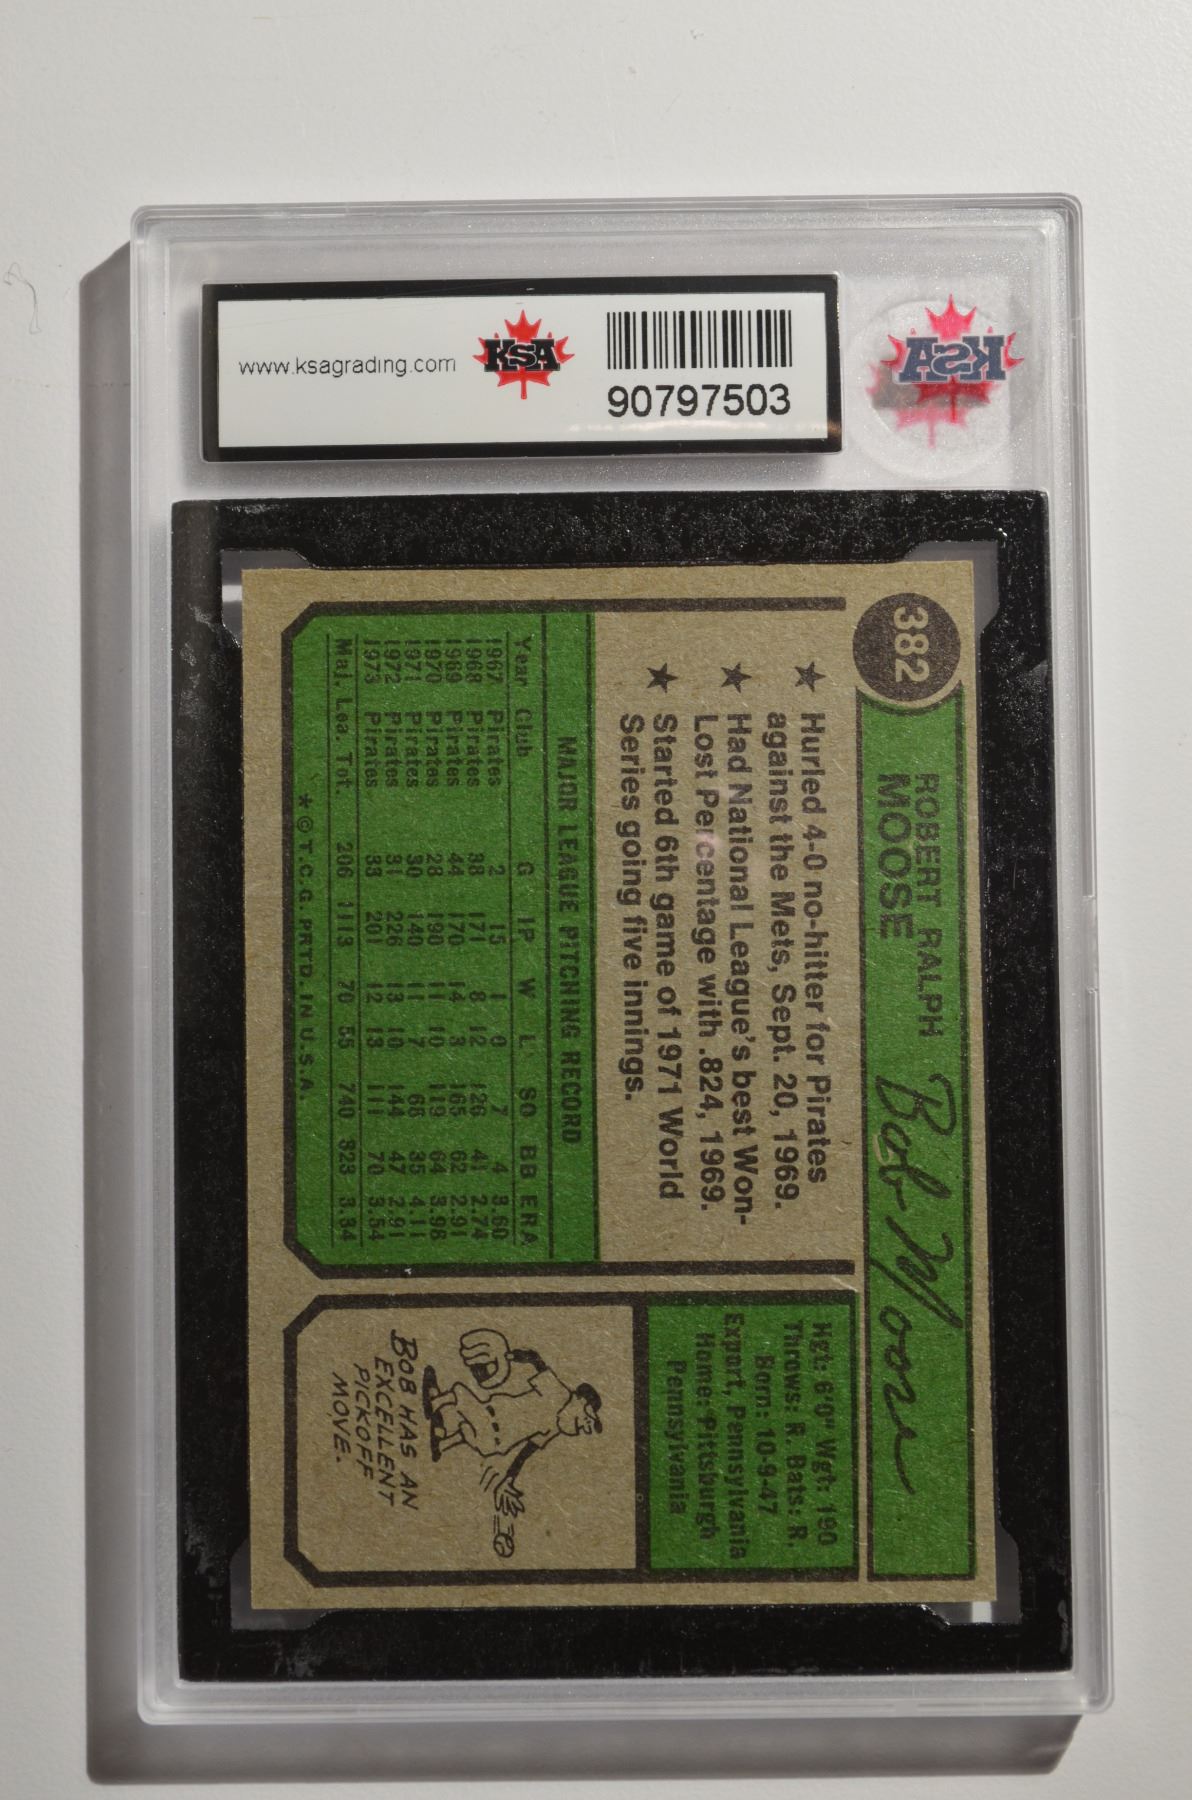 www.ksagrading.com
KSA
90797503
KSA
382
ROBERT RALPH
MOOSE
Bob Moose
★ Hurled 4-0 no-hitter for Pirates
against the Mets, Sept. 20, 1969.
★ Had National League's best Won-
Lost Percentage with .824, 1969.
★ Started 6th game of 1971 World
Series going five innings.
MAJOR LEAGUE PITCHING RECORD
Year Club G IP W L SO BB ERA
1967 Pirates 2 15 1 0 7 4 3.60
1968 Pirates 38 171 8 12 126 41 2.74
1969 Pirates 44 170 14 3 165 62 2.91
1970 Pirates 28 190 11 10 119 64 3.98
1971 Pirates 30 140 11 7 68 35 4.11
1972 Pirates 31 226 13 10 144 47 2.91
1973 Pirates 33 201 12 13 111 70 3.54
Maj. Lea. Tot. 206 1113 70 55 740 323 3.34
* © T.C.G. PRTD. IN U.S.A.
Hgt: 6'0" Wgt: 190
Throws: R. Bats: R.
Born: 10-9-47
Export, Pennsylvania
Home: Pittsburgh
Pennsylvania
BOB HAS AN
EXCELLENT
PICKOFF
MOVE.